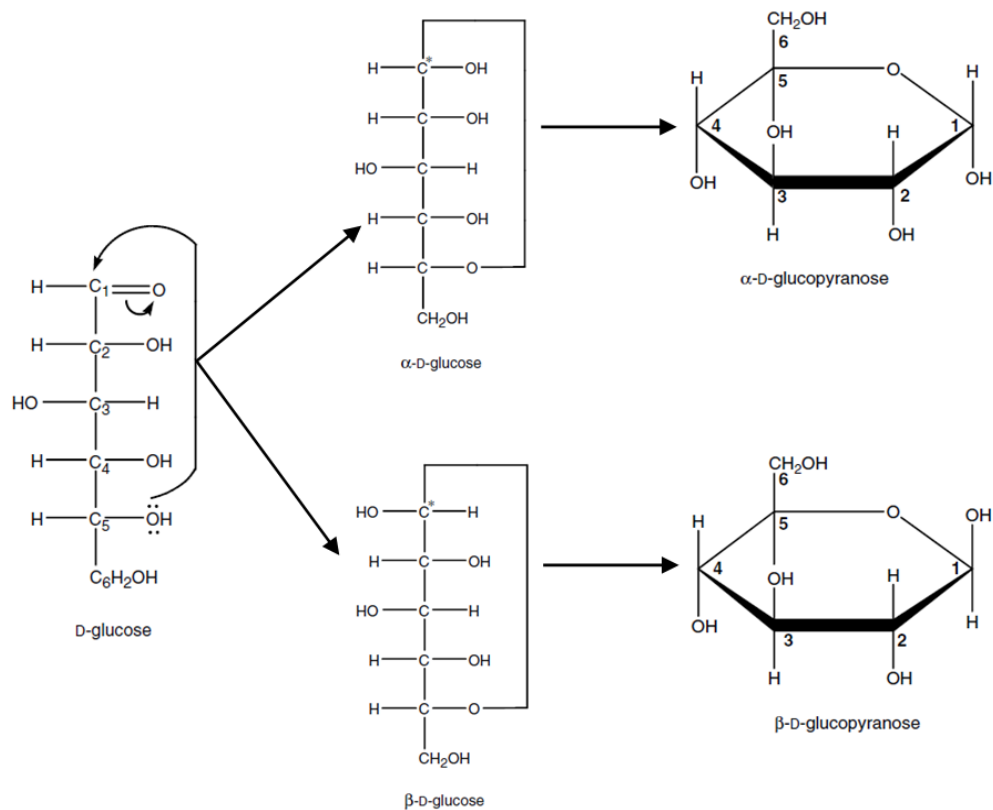 H C₁ O
H C₂ OH
HO C₃ H
H C₄ OH
H C₅ OH
C₆H₂OH
D-glucose
H C* OH
H C OH
HO C H
H C OH
H C O
CH₂OH
α-D-glucose
CH₂OH
6
H 5 O H
4 OH H 1
OH 3 2 OH
H OH
α-D-glucopyranose
HO C* H
H C OH
HO C H
H C OH
H C O
CH₂OH
β-D-glucose
CH₂OH
6
H 5 O OH
4 OH H 1
OH 3 2 H
H OH
β-D-glucopyranose